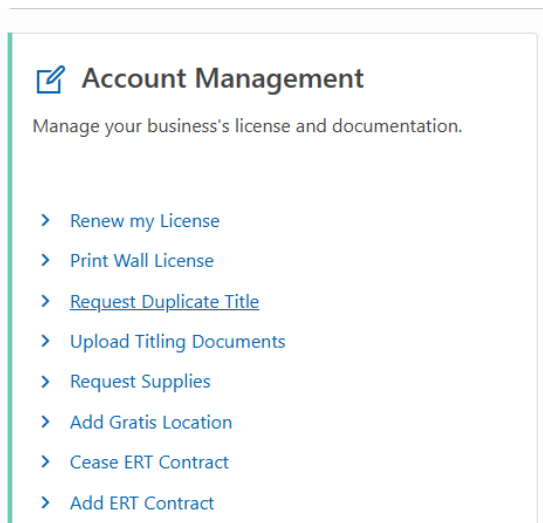 Account Management
Manage your business's license and documentation.
Renew my License
Print Wall License
Request Duplicate Title
Upload Titling Documents
Request Supplies
Add Gratis Location
Cease ERT Contract
Add ERT Contract